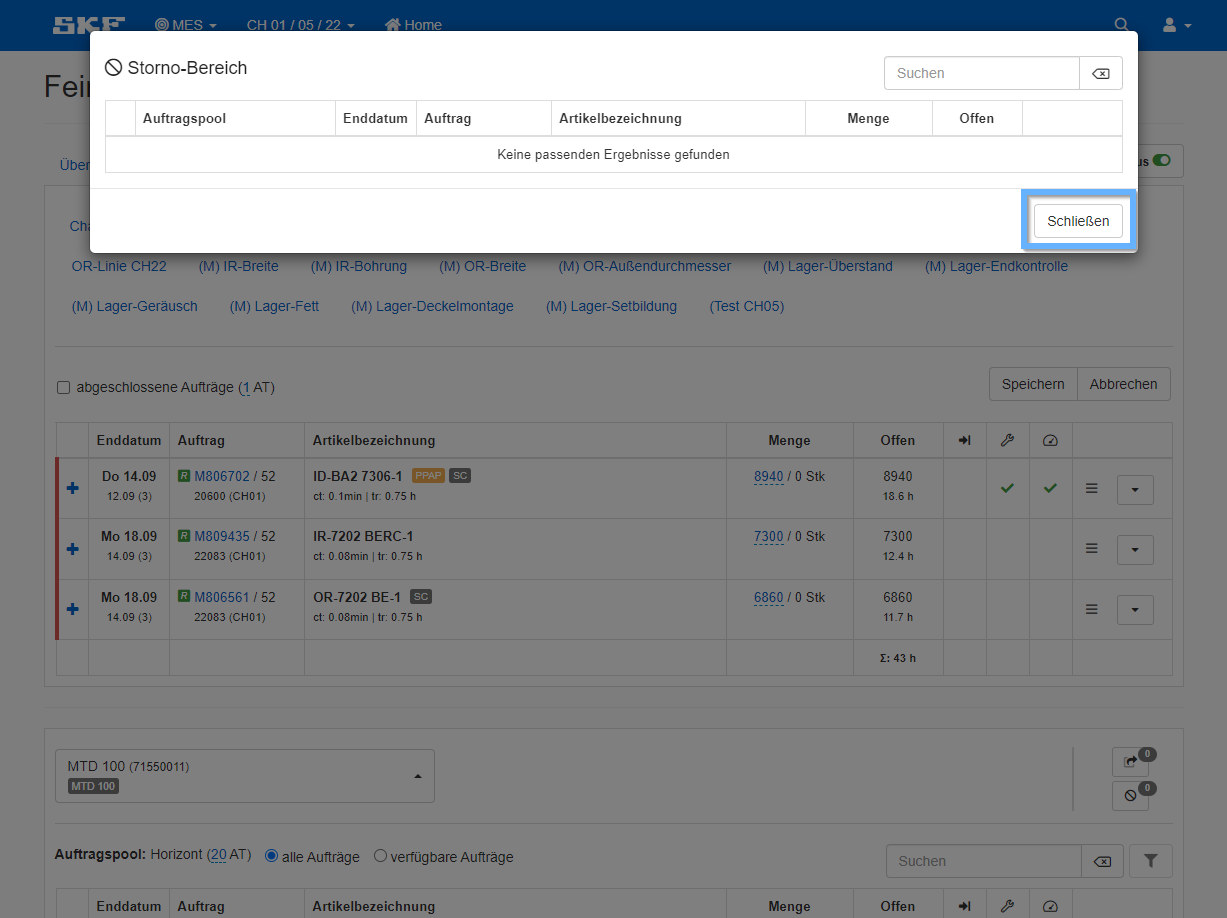 SKF MES CH 01 / 05 / 22 Home
Storno-Bereich Suchen
Auftragspool Enddatum Auftrag Artikelbezeichnung Menge Offen
Keine passenden Ergebnisse gefunden
Schließen
OR-Linie CH22 (M) IR-Breite (M) IR-Bohrung (M) OR-Breite (M) OR-Außendurchmesser (M) Lager-Überstand (M) Lager-Endkontrolle
(M) Lager-Geräusch (M) Lager-Fett (M) Lager-Deckelmontage (M) Lager-Setbildung (Test CH05)
abgeschlossene Aufträge (1 AT) Speichern Abbrechen
Enddatum Auftrag Artikelbezeichnung Menge Offen
Do 14.09 R M806702 / 52 ID-BA2 7306-1 PPAP SC 8940 / 0 Stk 8940
12.09 (3) 20600 (CH01) ct: 0.1min | tr: 0.75 h 18.6 h
Mo 18.09 R M809435 / 52 IR-7202 BERC-1 7300 / 0 Stk 7300
14.09 (3) 22083 (CH01) ct: 0.08min | tr: 0.75 h 12.4 h
Mo 18.09 R M806561 / 52 OR-7202 BE-1 SC 6860 / 0 Stk 6860
14.09 (3) 22083 (CH01) ct: 0.08min | tr: 0.75 h 11.7 h
Σ: 43 h
MTD 100 (71550011) 0
MTD 100 0
Auftragspool: Horizont (20 AT) alle Aufträge verfügbare Aufträge Suchen
Enddatum Auftrag Artikelbezeichnung Menge Offen